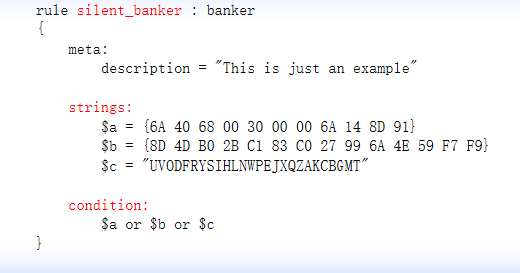 rule silent_banker : banker
{
meta:
description = "This is just an example"
strings:
$a = {6A 40 68 00 30 00 00 6A 14 8D 91}
$b = {8D 4D B0 2B C1 83 C0 27 99 6A 4E 59 F7 F9}
$c = "UVODFRYSIHLNWPEJXQZAKCBGMT"
condition:
$a or $b or $c
}